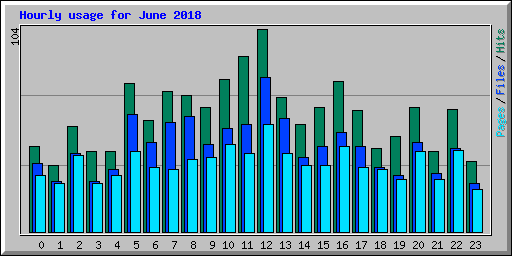 Hourly usage for June 2018
104
Pages/Files/Hits
0 1 2 3 4 5 6 7 8 9 10 11 12 13 14 15 16 17 18 19 20 21 22 23